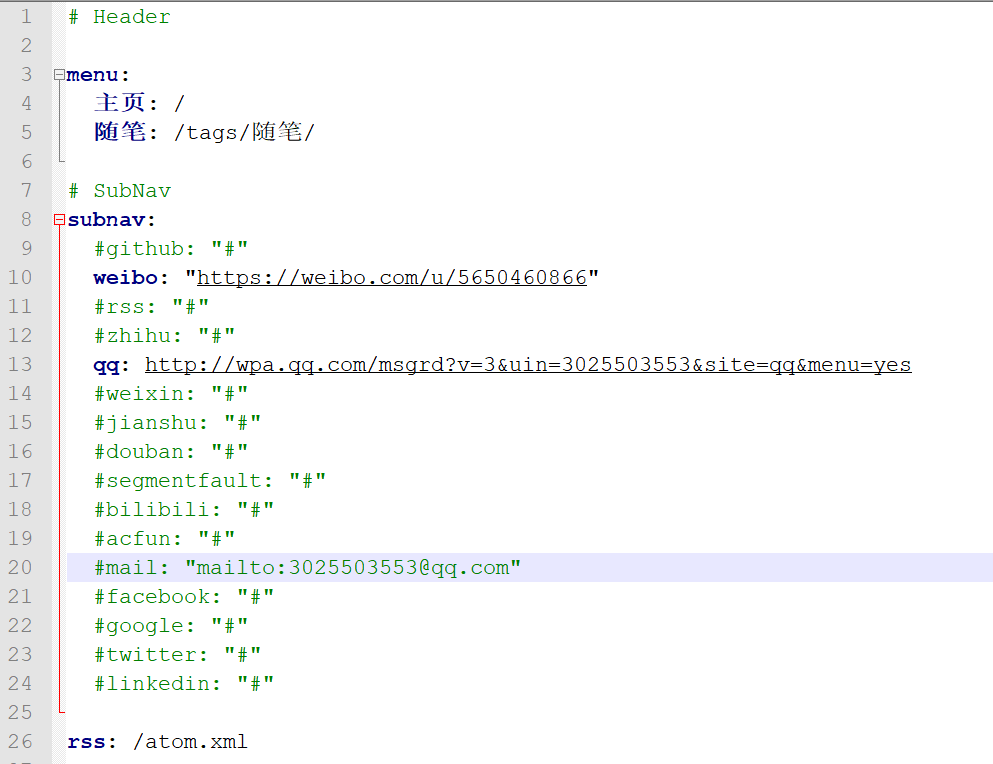 1 # Header
2
3 menu:
4 主页: /
5 随笔: /tags/随笔/
6
7 # SubNav
8 subnav:
9 #github: "#"
10 weibo: "https://weibo.com/u/5650460866"
11 #rss: "#"
12 #zhihu: "#"
13 qq: http://wpa.qq.com/msgrd?v=3&uin=3025503553&site=qq&menu=yes
14 #weixin: "#"
15 #jianshu: "#"
16 #douban: "#"
17 #segmentfault: "#"
18 #bilibili: "#"
19 #acfun: "#"
20 #mail: "mailto:3025503553@qq.com"
21 #facebook: "#"
22 #google: "#"
23 #twitter: "#"
24 #linkedin: "#"
25
26 rss: /atom.xml